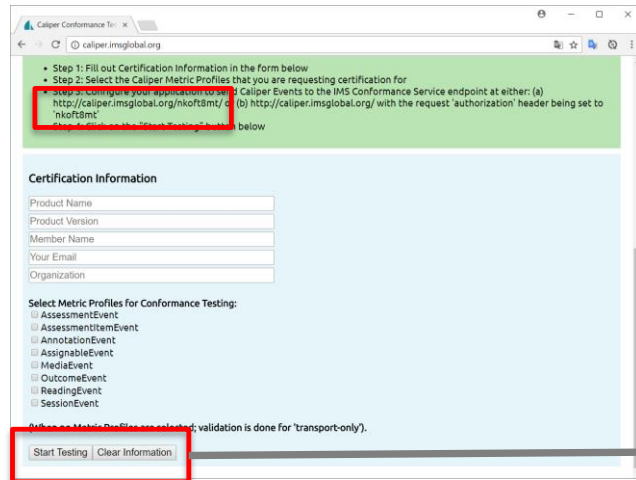 Caliper Conformance Tes
caliper.imsglobal.org
Step 1: Fill out Certification Information in the form below
Step 2: Select the Caliper Metric Profiles that you are requesting certification for
Step 3: Configure your application to send Caliper Events to the IMS Conformance Service endpoint at either: (a)
http://caliper.imsglobal.org/nkoft8mt/ or (b) http://caliper.imsglobal.org/ with the request 'authorization' header being set to
'nkoft8mt'
Step 4: Click on the "Start Testing" button below
Certification Information
Product Name
Product Version
Member Name
Your Email
Organization
Select Metric Profiles for Conformance Testing:
AssessmentEvent
AssessmentItemEvent
AnnotationEvent
AssignableEvent
MediaEvent
OutcomeEvent
ReadingEvent
SessionEvent
(When no Metric Profiles are selected; validation is done for 'transport-only').
Start Testing Clear Information